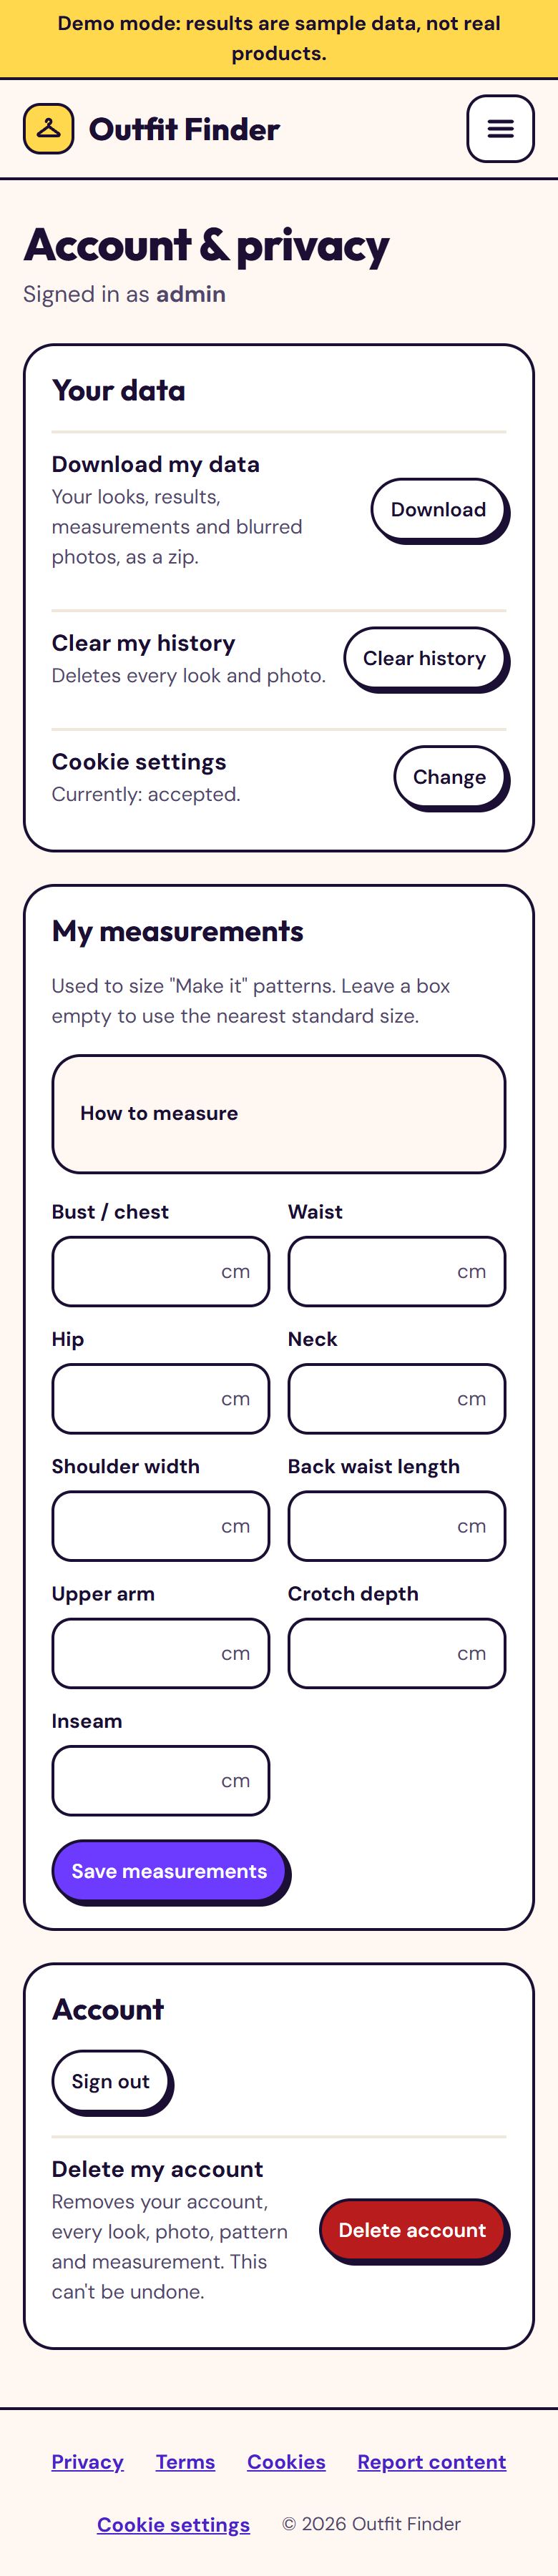 Demo mode: results are sample data, not real
products.
Outfit Finder
Account & privacy
Signed in as admin
Your data
Download my data
Your looks, results,
measurements and blurred
photos, as a zip.
Download
Clear my history
Deletes every look and photo.
Clear history
Cookie settings
Currently: accepted.
Change
My measurements
Used to size "Make it" patterns. Leave a box
empty to use the nearest standard size.
How to measure
Bust / chest
Waist
cm
cm
Hip
Neck
cm
cm
Shoulder width
Back waist length
cm
cm
Upper arm
Crotch depth
cm
cm
Inseam
cm
Save measurements
Account
Sign out
Delete my account
Removes your account,
every look, photo, pattern
and measurement. This
can't be undone.
Delete account
Privacy Terms Cookies Report content
Cookie settings © 2026 Outfit Finder